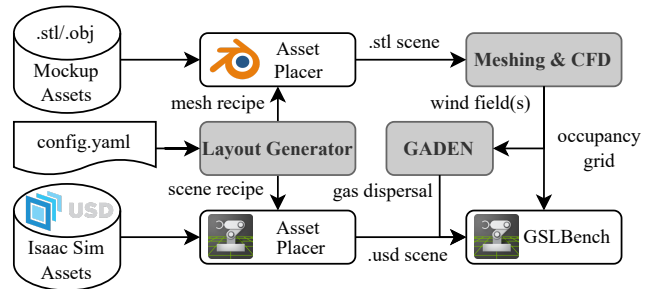 .stl/.obj
Mockup
Assets
Asset
Placer
.stl scene
Meshing & CFD
mesh recipe
wind field(s)
config.yaml
Layout Generator
GADEN
occupancy
grid
scene recipe
gas dispersal
USD
Isaac Sim
Assets
Asset
Placer
.usd scene
GSLBench